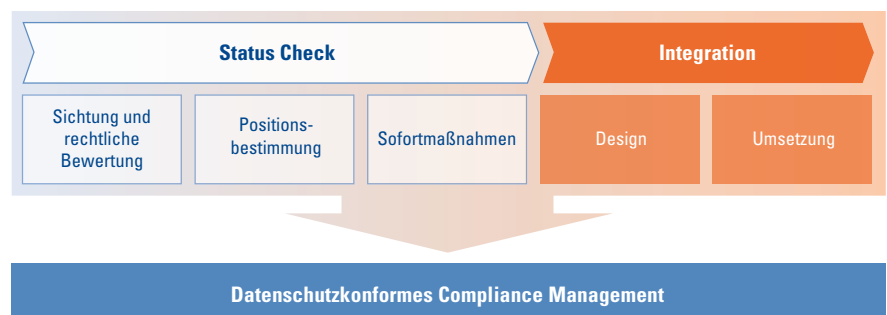 Status Check
Integration
Sichtung und
rechtliche
Bewertung
Positions-
bestimmung
Sofortmaßnahmen
Design
Umsetzung
Datenschutzkonformes Compliance Management